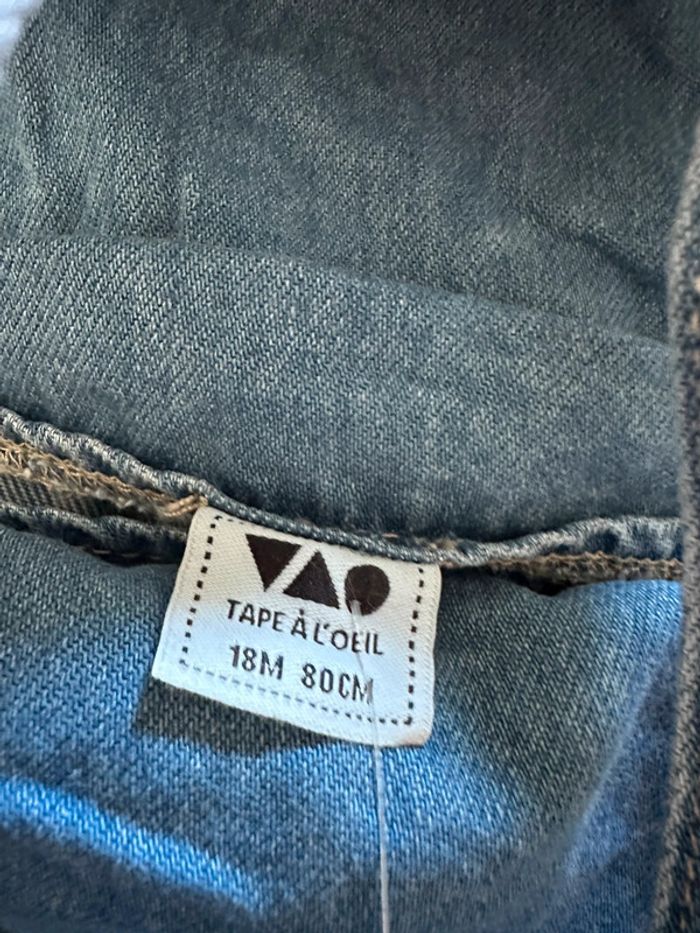 TAPE À L'OEIL
18M 80CM